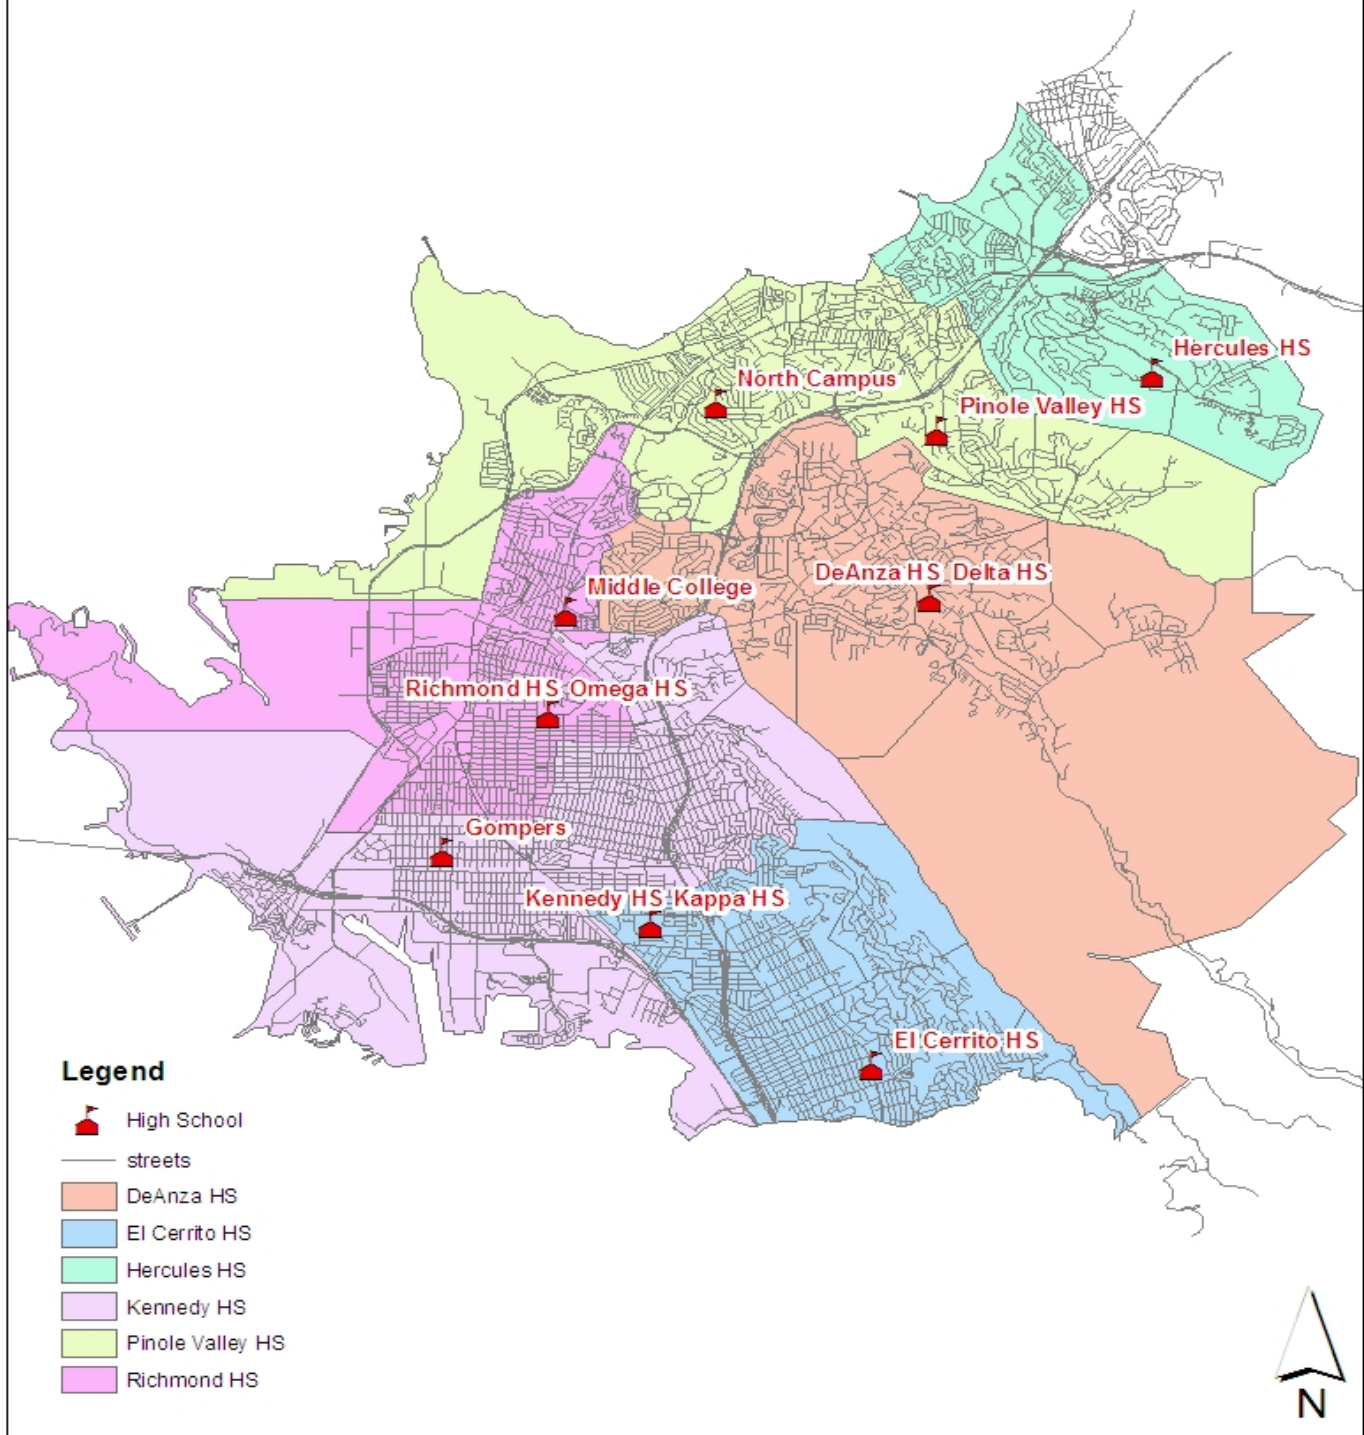 Hercules HS
North Campus
Pinole Valley HS
DeAnza HS Delta HS
Middle College
Richmond HS Omega HS
Gompers
Kennedy HS Kappa HS
El Cerrito HS
Legend
High School
streets
DeAnza HS
El Cerrito HS
Hercules HS
Kennedy HS
Pinole Valley HS
Richmond HS
N